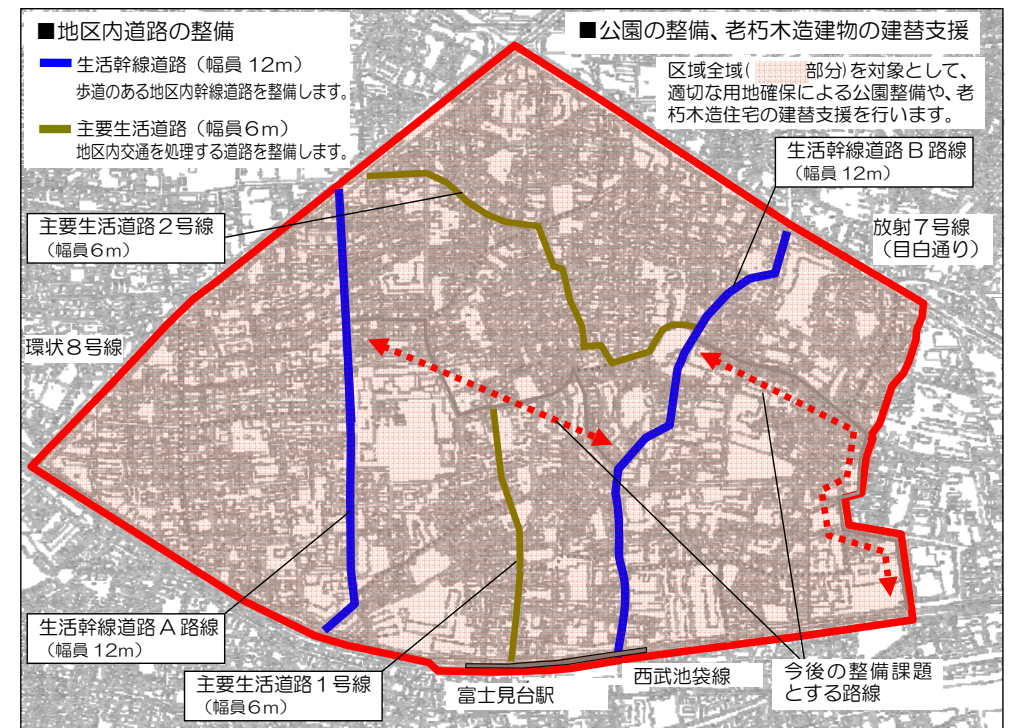 ■地区内道路の整備
生活幹線道路（幅員 12m）
歩道のある地区内幹線道路を整備します。
主要生活道路（幅員６m）
地区内交通を処理する道路を整備します。
■公園の整備、老朽木造建物の建替支援
区域全域( 部分)を対象として、
適切な用地確保による公園整備や、老
朽木造住宅の建替支援を行います。
生活幹線道路Ｂ路線
（幅員 12m）
主要生活道路２号線
（幅員６m）
放射７号線
（目白通り）
環状８号線
生活幹線道路Ａ路線
（幅員 12m）
主要生活道路１号線
（幅員６m）
富士見台駅
西武池袋線
今後の整備課題
とする路線